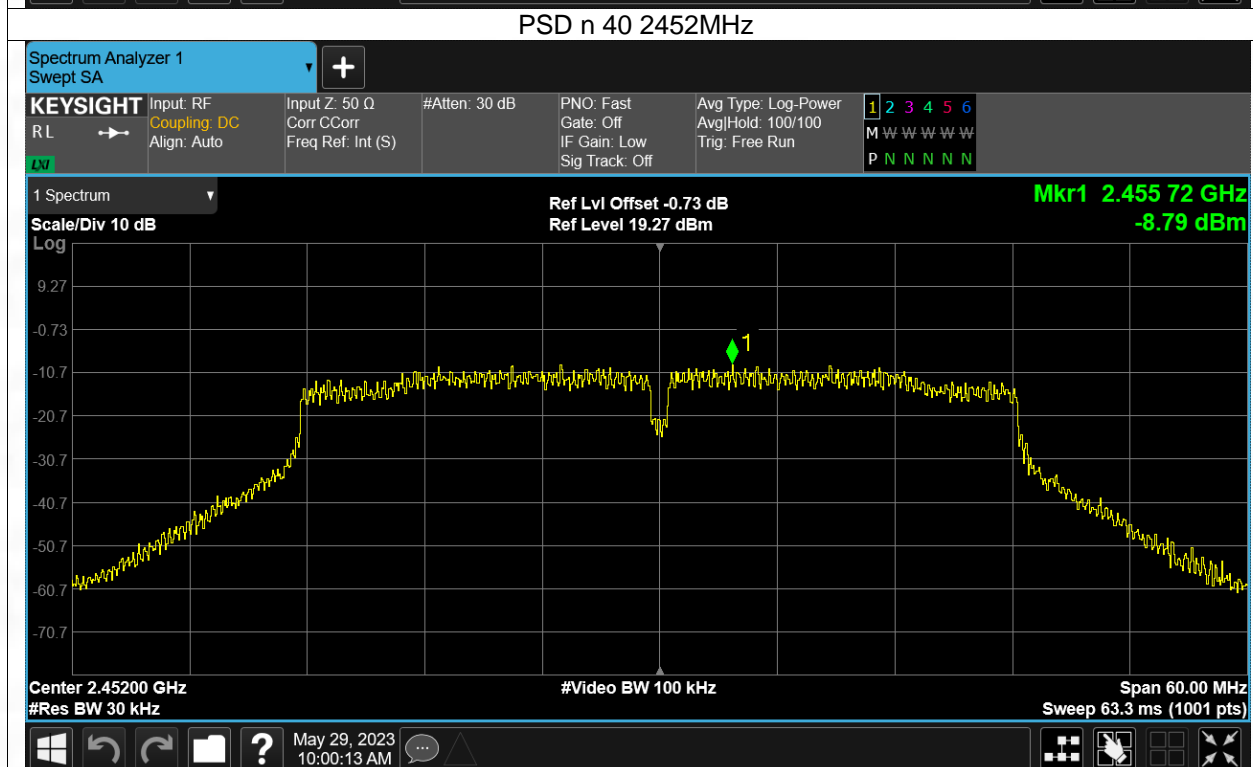 PSD n 40 2452MHz
Spectrum Analyzer 1
Swept SA
KEYSIGHT
R L
LXI
Input: RF
Coupling: DC
Align: Auto
Input Z: 50 Ω
Corr CCorr
Freq Ref: Int (S)
#Atten: 30 dB
PNO: Fast
Gate: Off
IF Gain: Low
Sig Track: Off
Avg Type: Log-Power
Avg|Hold: 100/100
Trig: Free Run
1 2 3 4 5 6
M W W W W W
P N N N N N
1 Spectrum
Scale/Div 10 dB
Ref Lvl Offset -0.73 dB
Ref Level 19.27 dBm
Mkr1 2.455 72 GHz
-8.79 dBm
Log
9.27
-0.73
-10.7
-20.7
-30.7
-40.7
-50.7
-60.7
-70.7
1
Center 2.45200 GHz
#Res BW 30 kHz
#Video BW 100 kHz
Span 60.00 MHz
Sweep 63.3 ms (1001 pts)
?
May 29, 2023
10:00:13 AM